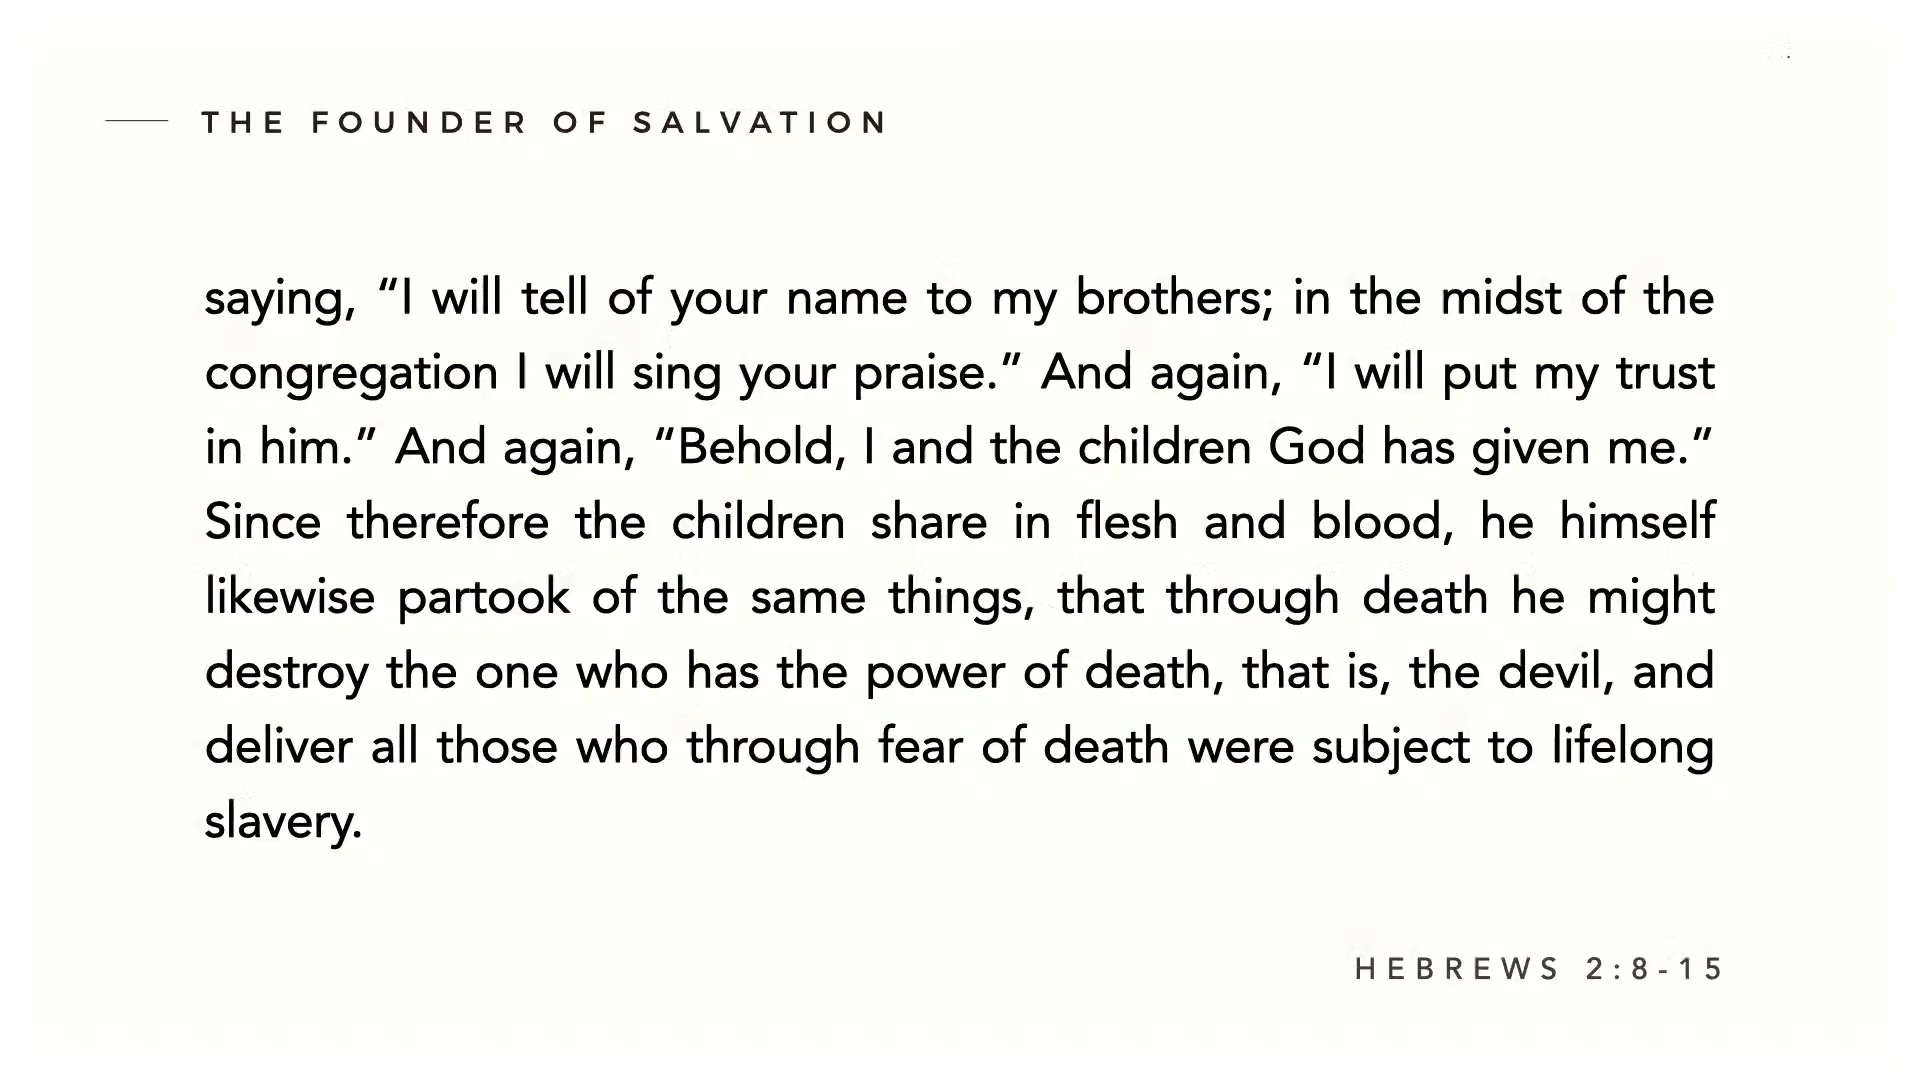 THE FOUNDER OF SALVATION
saying, “I will tell of your name to my brothers; in the midst of the
congregation I will sing your praise.” And again, “I will put my trust
in him.” And again, “Behold, I and the children God has given me.”
Since therefore the children share in flesh and blood, he himself
likewise partook of the same things, that through death he might
destroy the one who has the power of death, that is, the devil, and
deliver all those who through fear of death were subject to lifelong
slavery.
HEBREWS 2:8-15